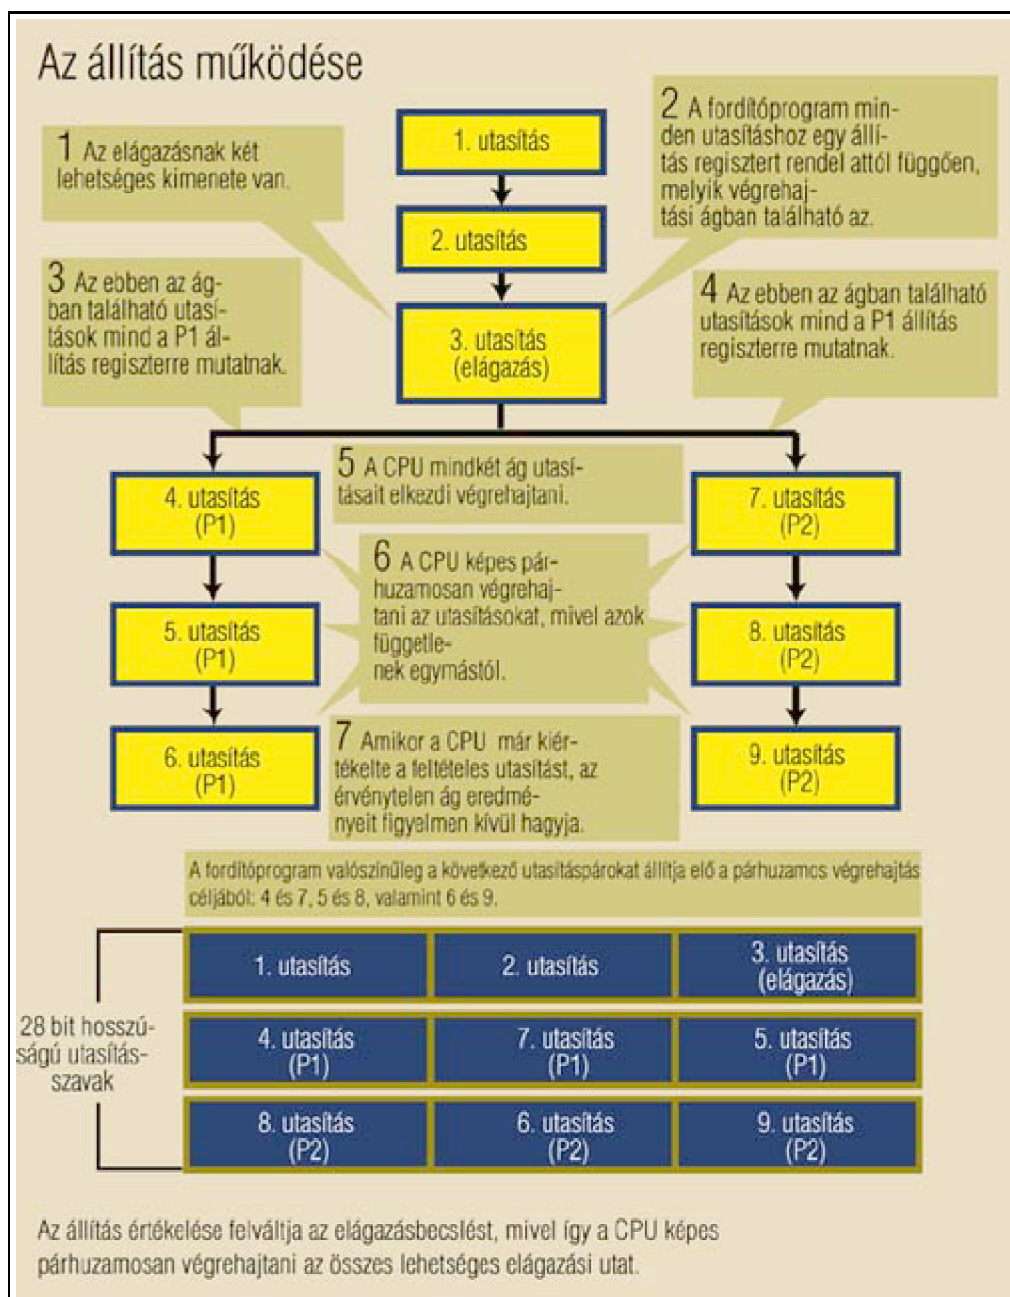 Az állítás működése
1 Az elágazásnak két
lehetséges kimenete van.
1. utasítás
2 A fordítóprogram min-
den utasításhoz egy állí-
tás regisztert rendel attól függően,
melyik végrehaj-
tási ágban található az.
2. utasítás
3 Az ebben az ág-
ban található utasí-
tások mind a P1 ál-
lítás regiszterre mutatnak.
3. utasítás
(elágazás)
4 Az ebben az ágban található
utasítások mind a P1 állítás
regiszterre mutatnak.
5 A CPU mindkét ág utasí-
tásait elkezdi végrehajtani.
4. utasítás
(P1)
7. utasítás
(P2)
6 A CPU képes pár-
huzamosan végrehaj-
tani az utasításokat, mivel azok
függetle-
nek egymástól.
5. utasítás
(P1)
8. utasítás
(P2)
6. utasítás
(P1)
7 Amikor a CPU már kiér-
tékelte a feltételes utasítást, az
érvénytelen ág eredmé-
nyeit figyelmen kívül hagyja.
9. utasítás
(P2)
A fordítóprogram valószínűleg a következő utasításpárokat állítja elő a párhuzamos végrehajtás
céljából: 4 és 7, 5 és 8, valamint 6 és 9.
28 bit hosszú-
ságú utasítás-
szavak
1. utasítás
2. utasítás
3. utasítás
(elágazás)
4. utasítás
(P1)
7. utasítás
(P1)
5. utasítás
(P1)
8. utasítás
(P2)
6. utasítás
(P2)
9. utasítás
(P2)
Az állítás értékelése felváltja az elágazásbecslést, mivel így a CPU képes
párhuzamosan végrehajtani az összes lehetséges elágazási utat.